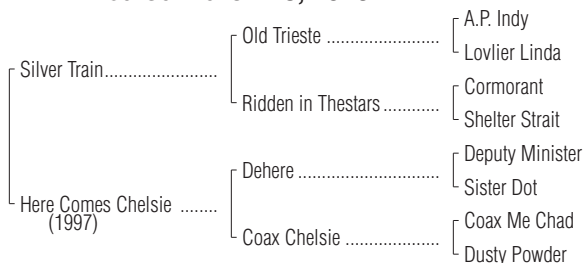 Old Trieste
A.P. Indy
Lovlier Linda
Silver Train
Ridden in Thestars
Cormorant
Shelter Strait
Dehere
Deputy Minister
Sister Dot
Here Comes Chelsie
(1997)
Coax Chelsie
Coax Me Chad
Dusty Powder